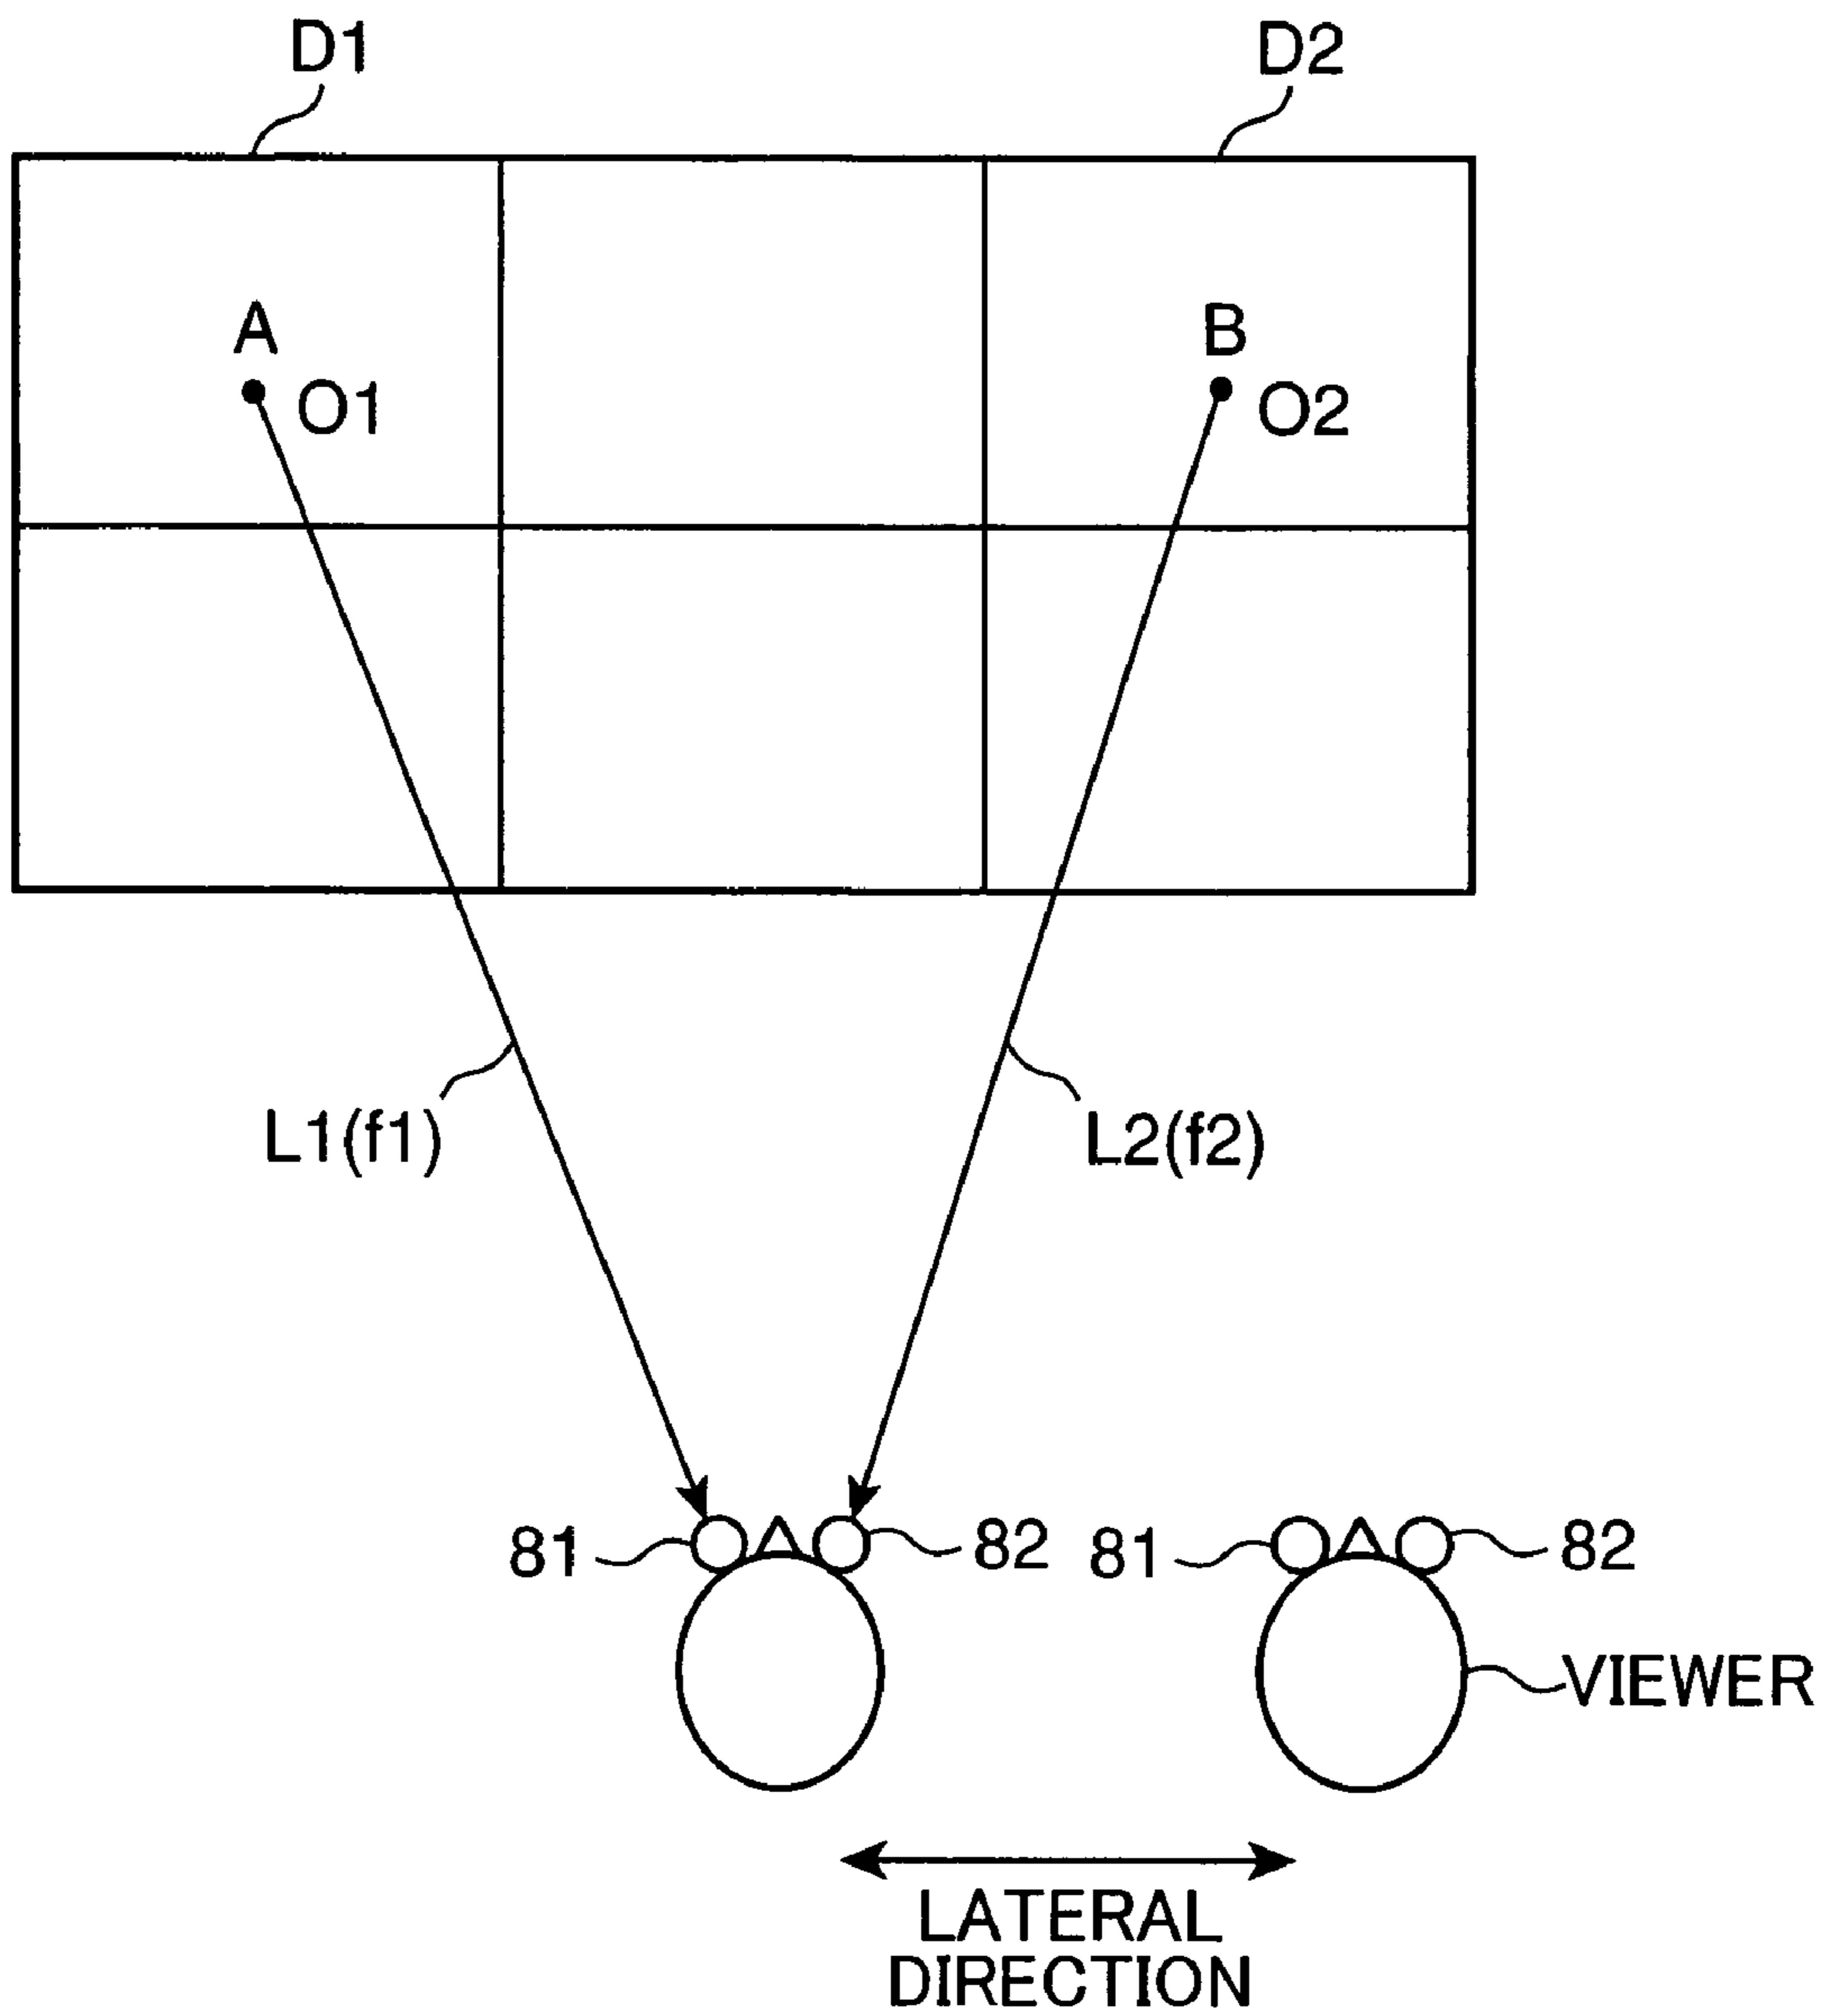 D1
D2
A
B
O1
O2
L1(f1)
L2(f2)
81
82
81
82
VIEWER
LATERAL
DIRECTION